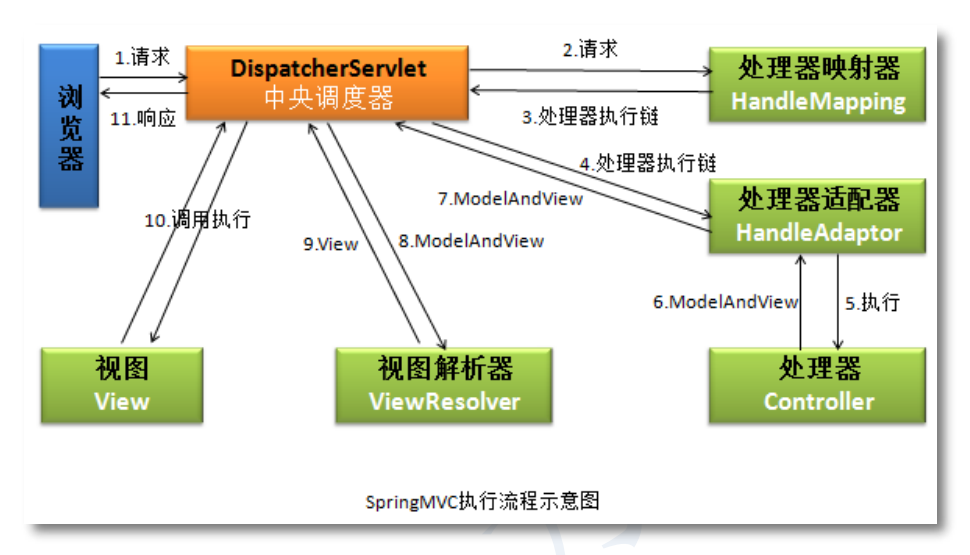 1.请求
DispatcherServlet
中央调度器
2.请求
处理器映射器
HandleMapping
浏览器
11.响应
3.处理器执行链
4.处理器执行链
7.ModelAndView
处理器适配器
HandleAdaptor
10.调用执行
9.View
8.ModelAndView
6.ModelAndView
5.执行
视图
View
视图解析器
ViewResolver
处理器
Controller
SpringMVC执行流程示意图